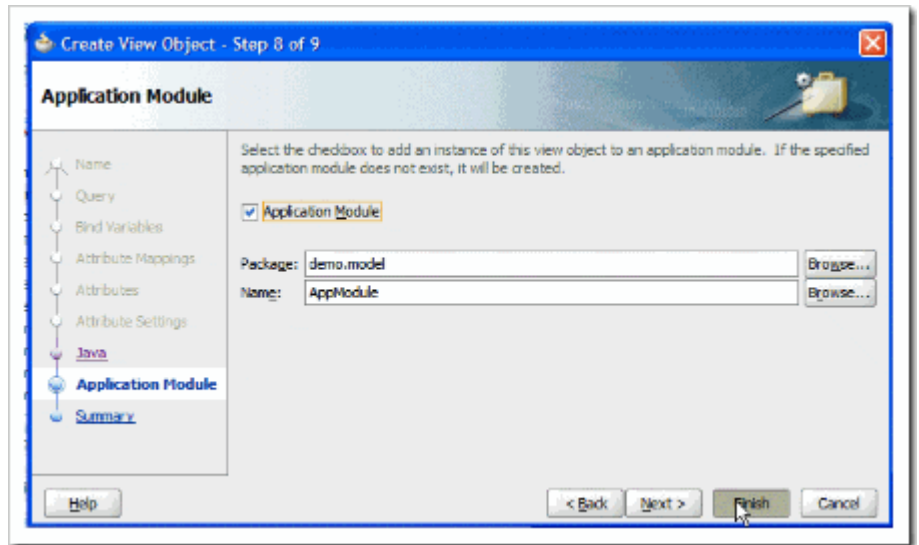 Create View Object - Step 8 of 9
Application Module
Select the checkbox to add an instance of this view object to an application module. If the specified
application module does not exist, it will be created.
Name
Query
Bind Variables
Attribute Mappings
Attributes
Attribute Settings
Java
Application Module
Summary
Application Module
Package: demo.model Browse...
Name: AppModule Browse...
Help < Back Next > Finish Cancel